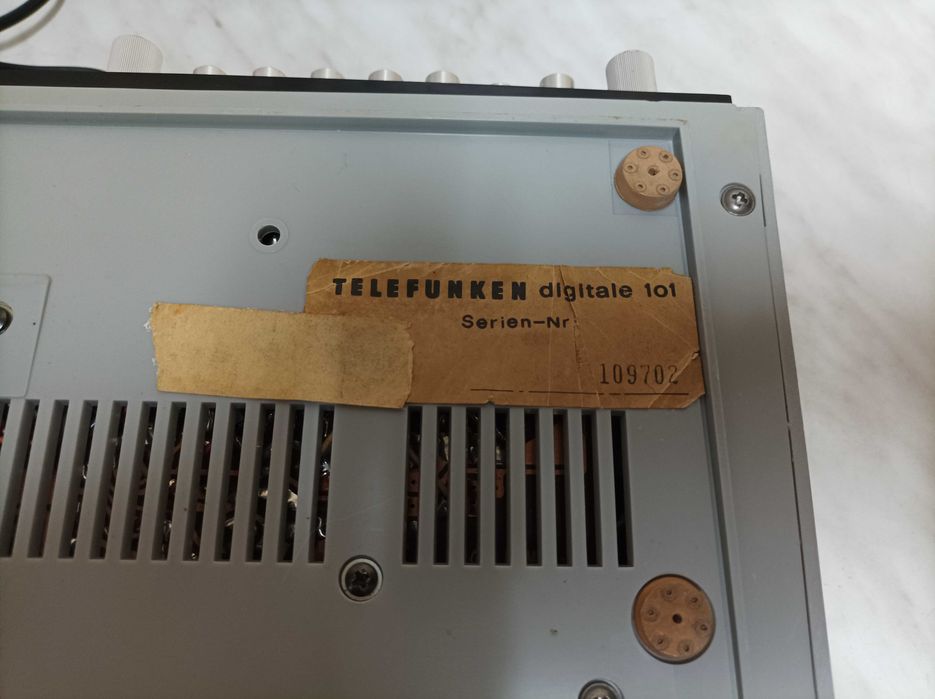 TELEFUNKEN digitale 101
Serien-Nr
109702